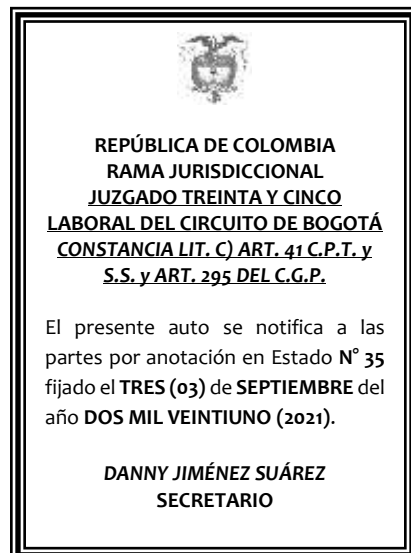 REPÚBLICA DE COLOMBIA
RAMA JURISDICCIONAL
JUZGADO TREINTA Y CINCO
LABORAL DEL CIRCUITO DE BOGOTÁ
CONSTANCIA LIT. C) ART. 41 C.P.T. y
S.S. y ART. 295 DEL C.G.P.
El presente auto se notifica a las
partes por anotación en Estado N° 35
fijado el TRES (03) de SEPTIEMBRE del
año DOS MIL VEINTIUNO (2021).
DANNY JIMÉNEZ SUÁREZ
SECRETARIO